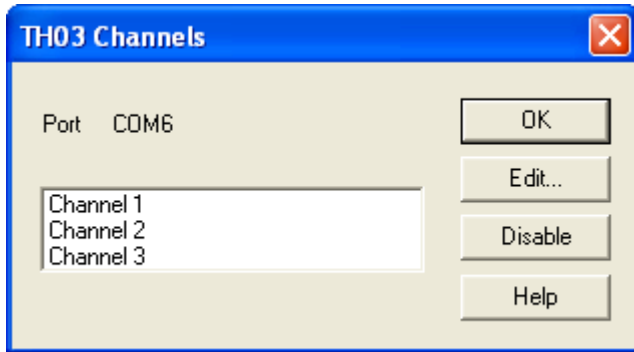 TH03 Channels
Port COM6
OK
Edit...
Disable
Help
Channel 1
Channel 2
Channel 3